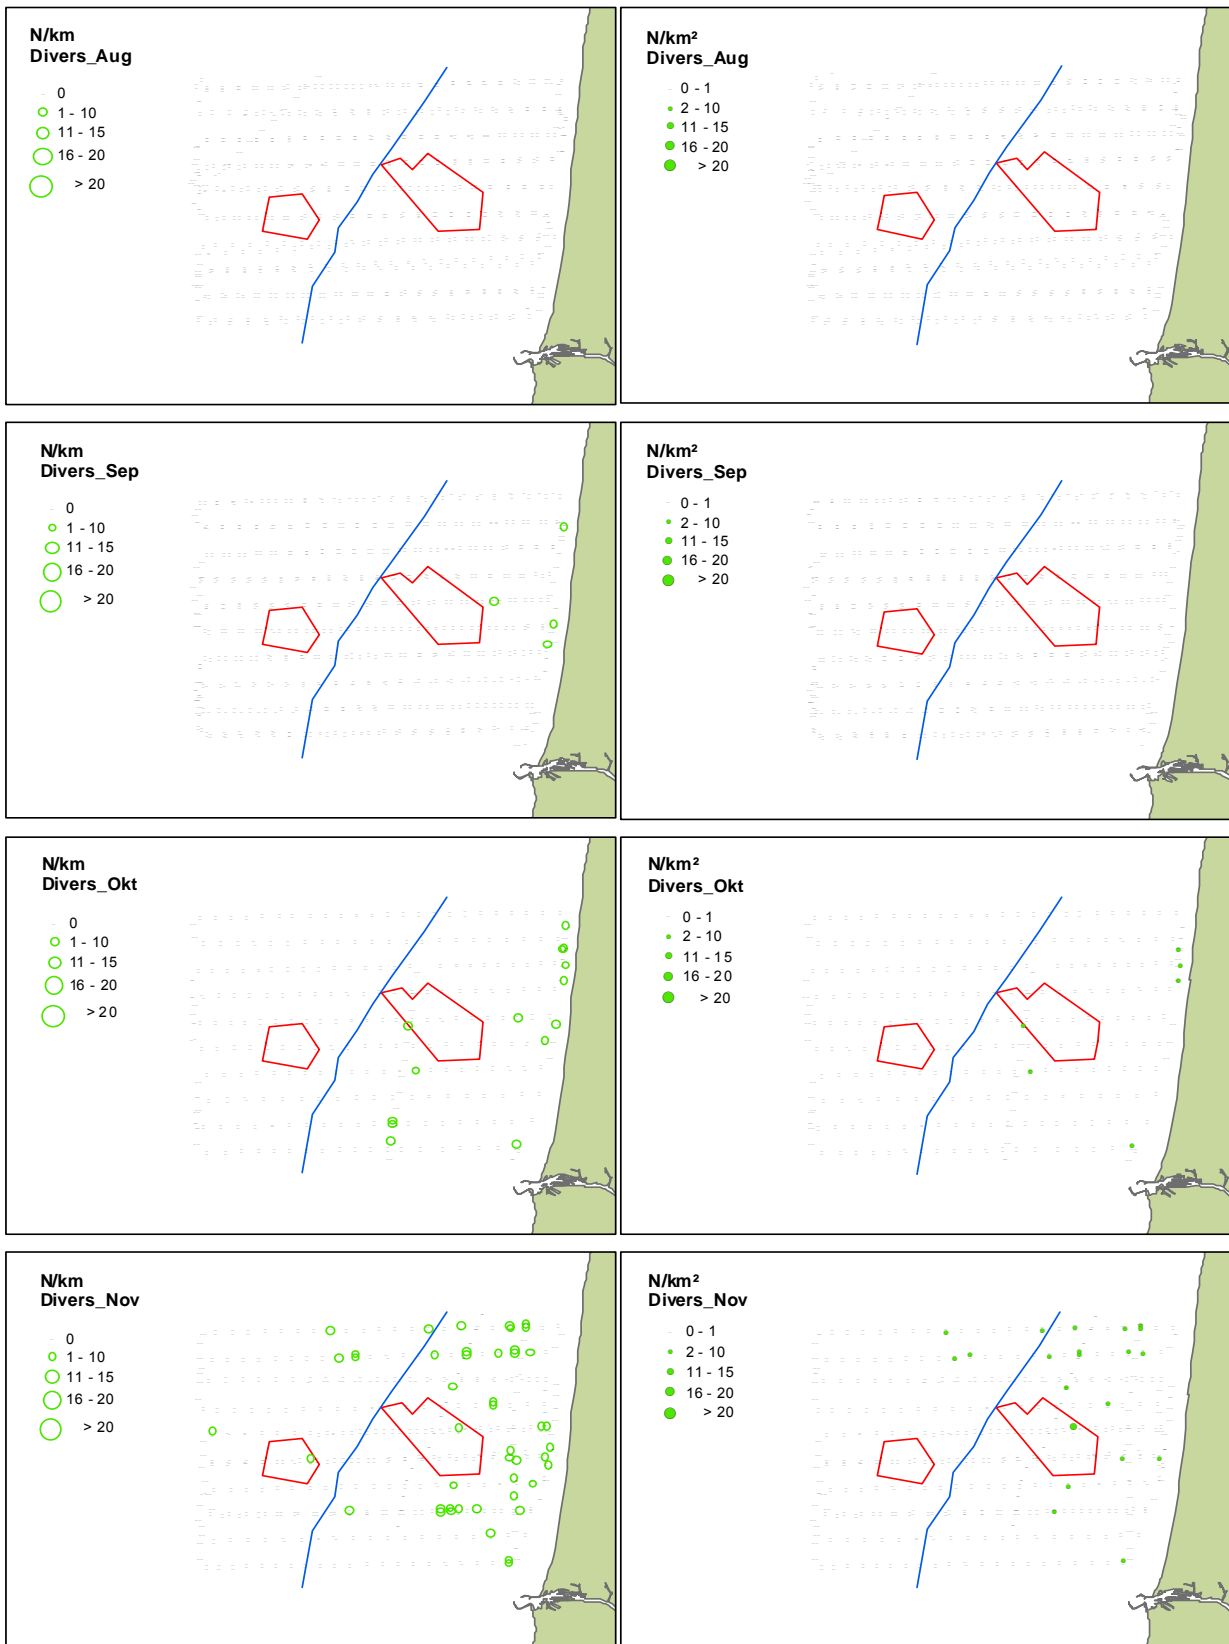 N/km
Divers_Aug
0
1 - 10
11 - 15
16 - 20
> 20
N/km²
Divers_Aug
0 - 1
2 - 10
11 - 15
16 - 20
> 20
N/km
Divers_Sep
0
1 - 10
11 - 15
16 - 20
> 20
N/km²
Divers_Sep
0 - 1
2 - 10
11 - 15
16 - 20
> 20
N/km
Divers_Okt
0
1 - 10
11 - 15
16 - 20
> 20
N/km²
Divers_Okt
0 - 1
2 - 10
11 - 15
16 - 20
> 20
N/km
Divers_Nov
0
1 - 10
11 - 15
16 - 20
> 20
N/km²
Divers_Nov
0 - 1
2 - 10
11 - 15
16 - 20
> 20